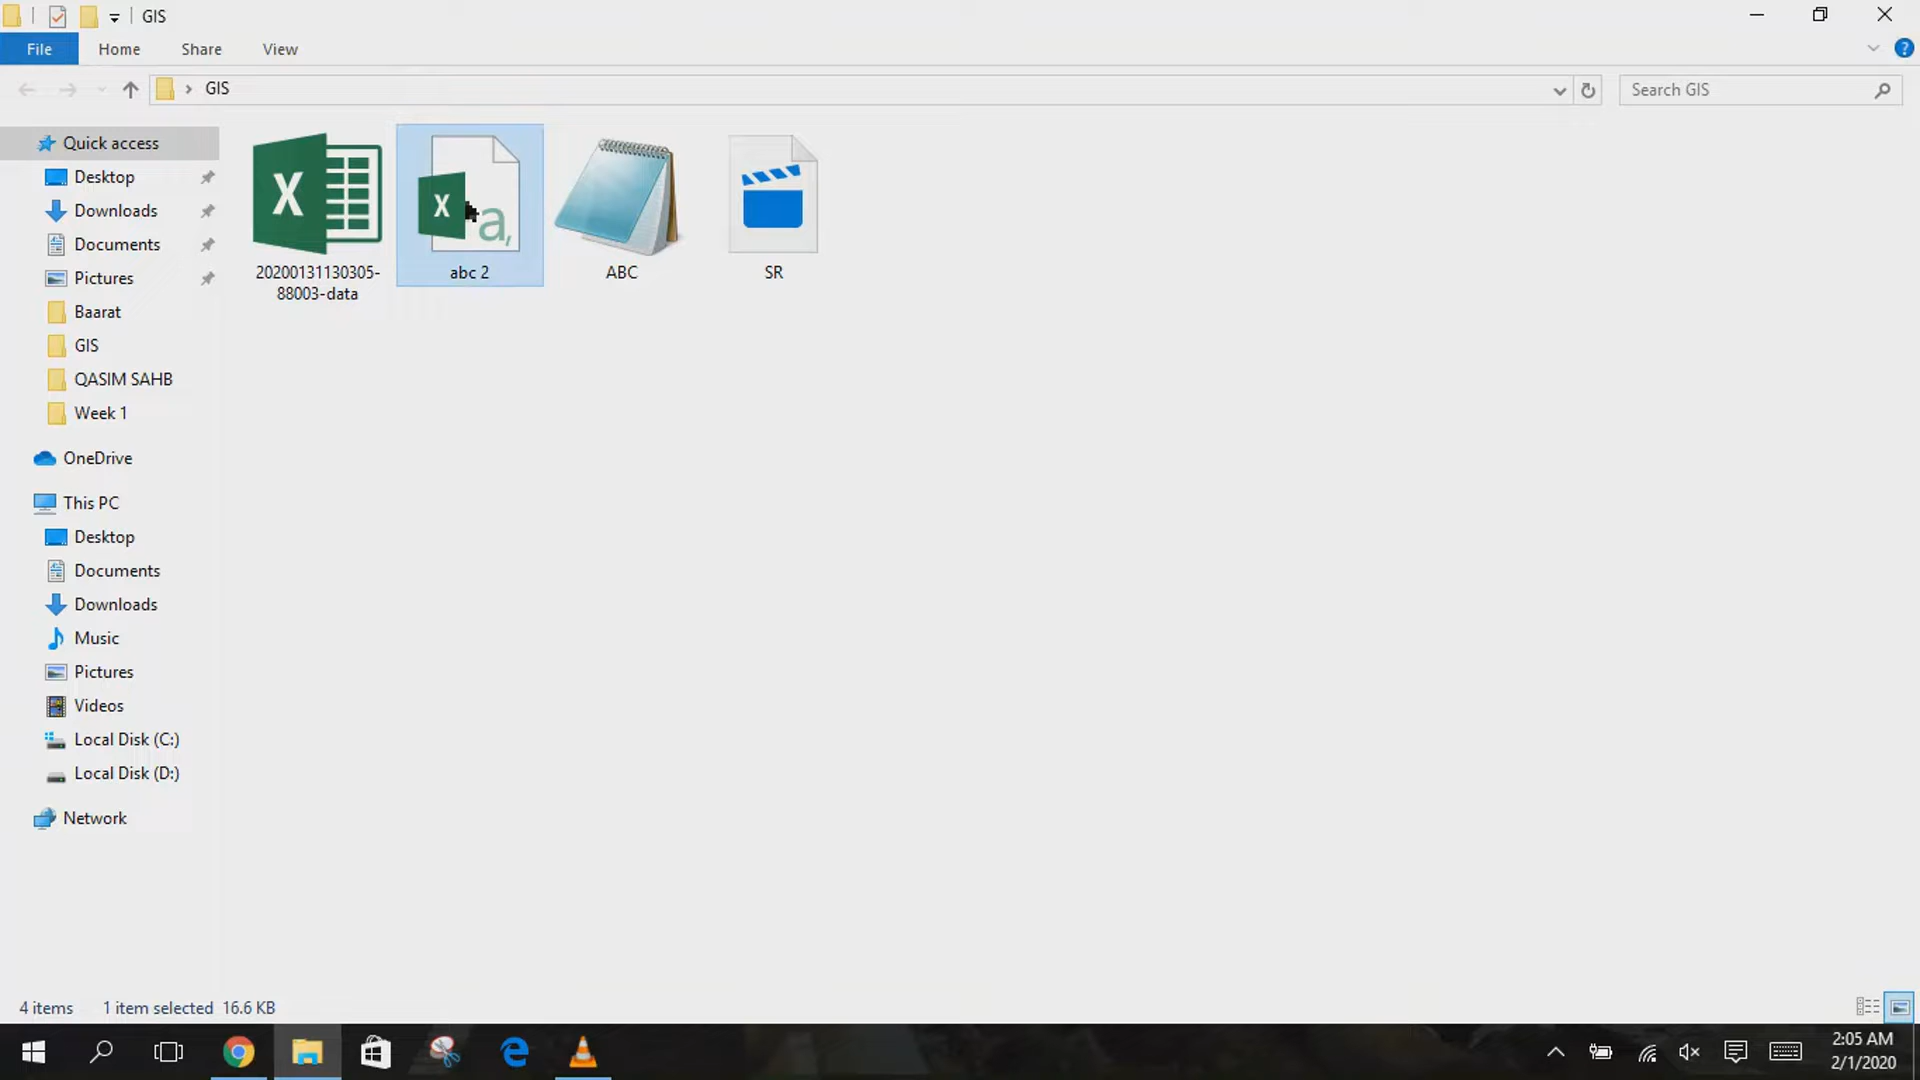 GIS
File Home Share View
GIS
Search GIS
Quick access
Desktop
Downloads
Documents
Pictures
Baarat
GIS
QASIM SAHB
Week 1
OneDrive
This PC
Desktop
Documents
Downloads
Music
Pictures
Videos
Local Disk (C:)
Local Disk (D:)
Network
20200131130305-
88003-data
abc 2
ABC
SR
4 items 1 item selected 16.6 KB
2:05 AM
2/1/2020